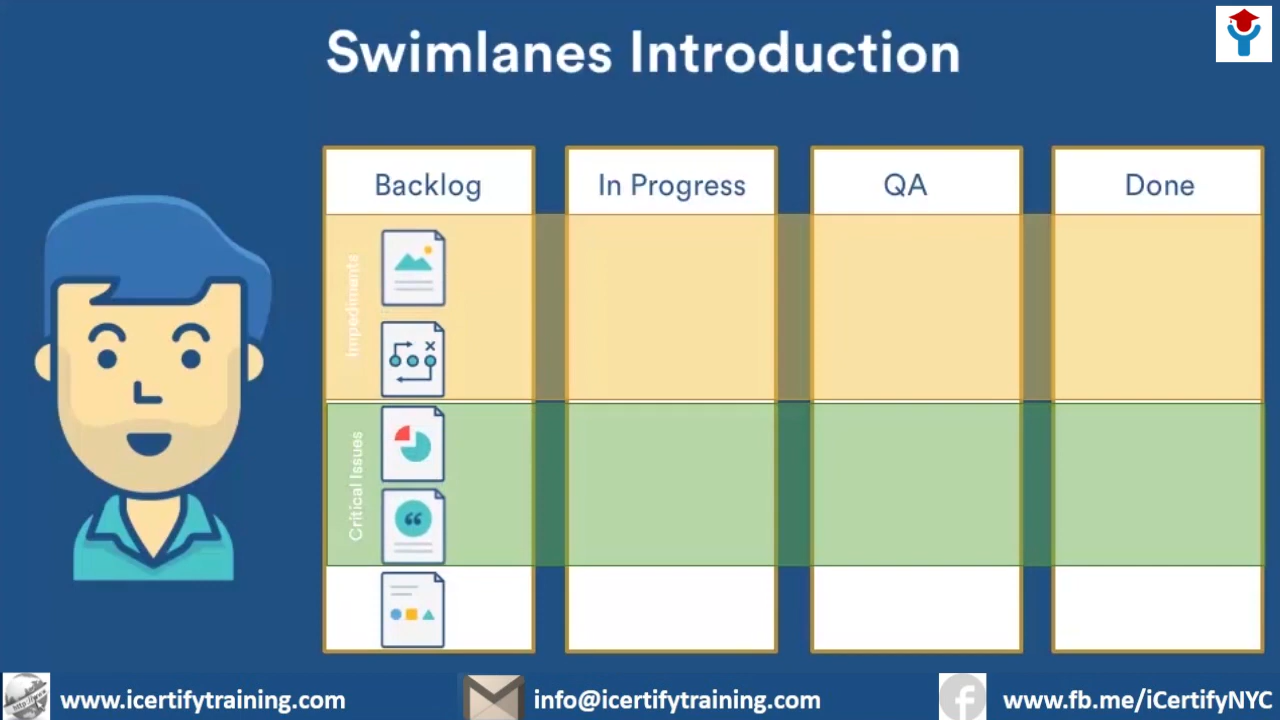 Swimlanes Introduction
Backlog
In Progress
QA
Done
Impediments
Critical Issues
www.icertifytraining.com
info@icertifytraining.com
www.fb.me/iCertifyNYC